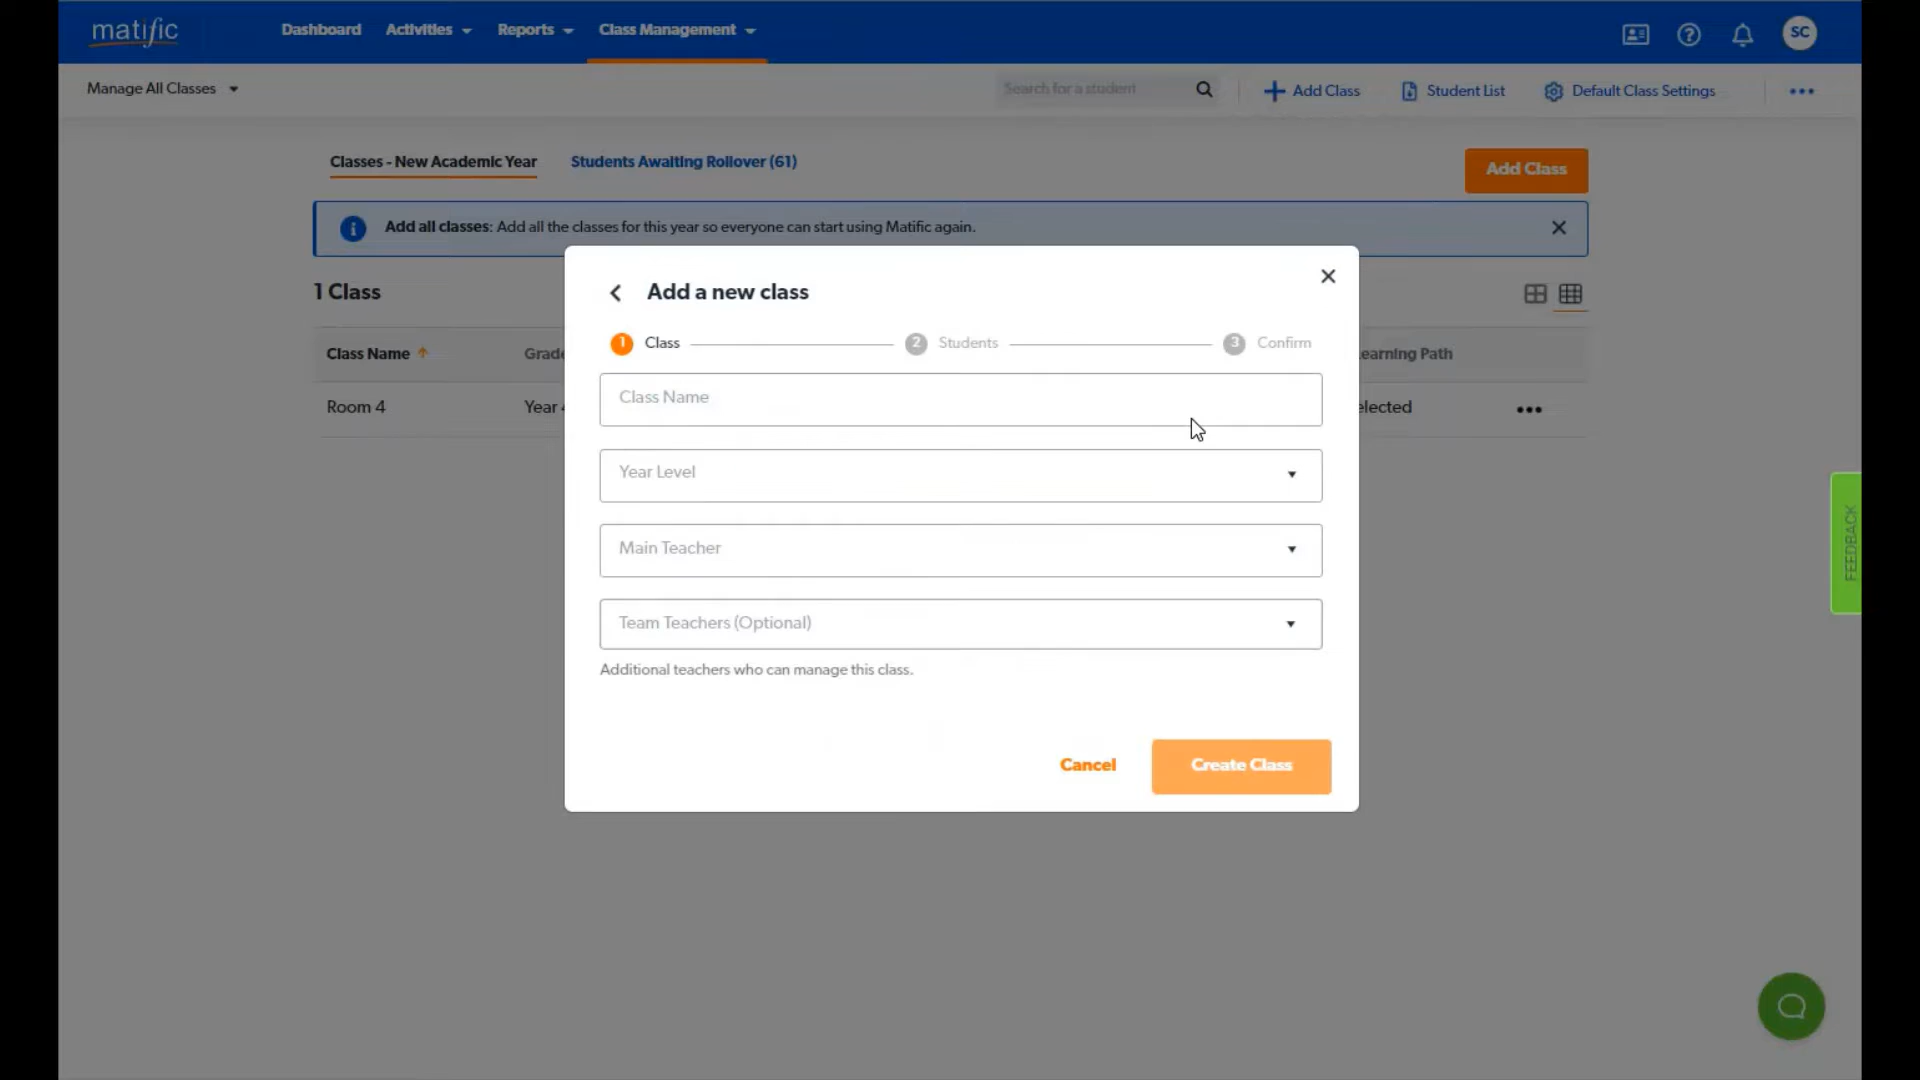 matific
Dashboard Activities Reports Class Management
SC
Manage All Classes
Search for a student
Add Class
Student List
Default Class Settings
Classes - New Academic Year
Students Awaiting Rollover (61)
Add Class
Add all classes: Add all the classes for this year so everyone can start using Matific again.
1 Class
Class Name
Grade
earning Path
Room 4
Year 4
elected
Add a new class
1 Class
2 Students
3 Confirm
Class Name
Year Level
Main Teacher
Team Teachers (Optional)
Additional teachers who can manage this class.
Cancel
Create Class
FEEDBACK